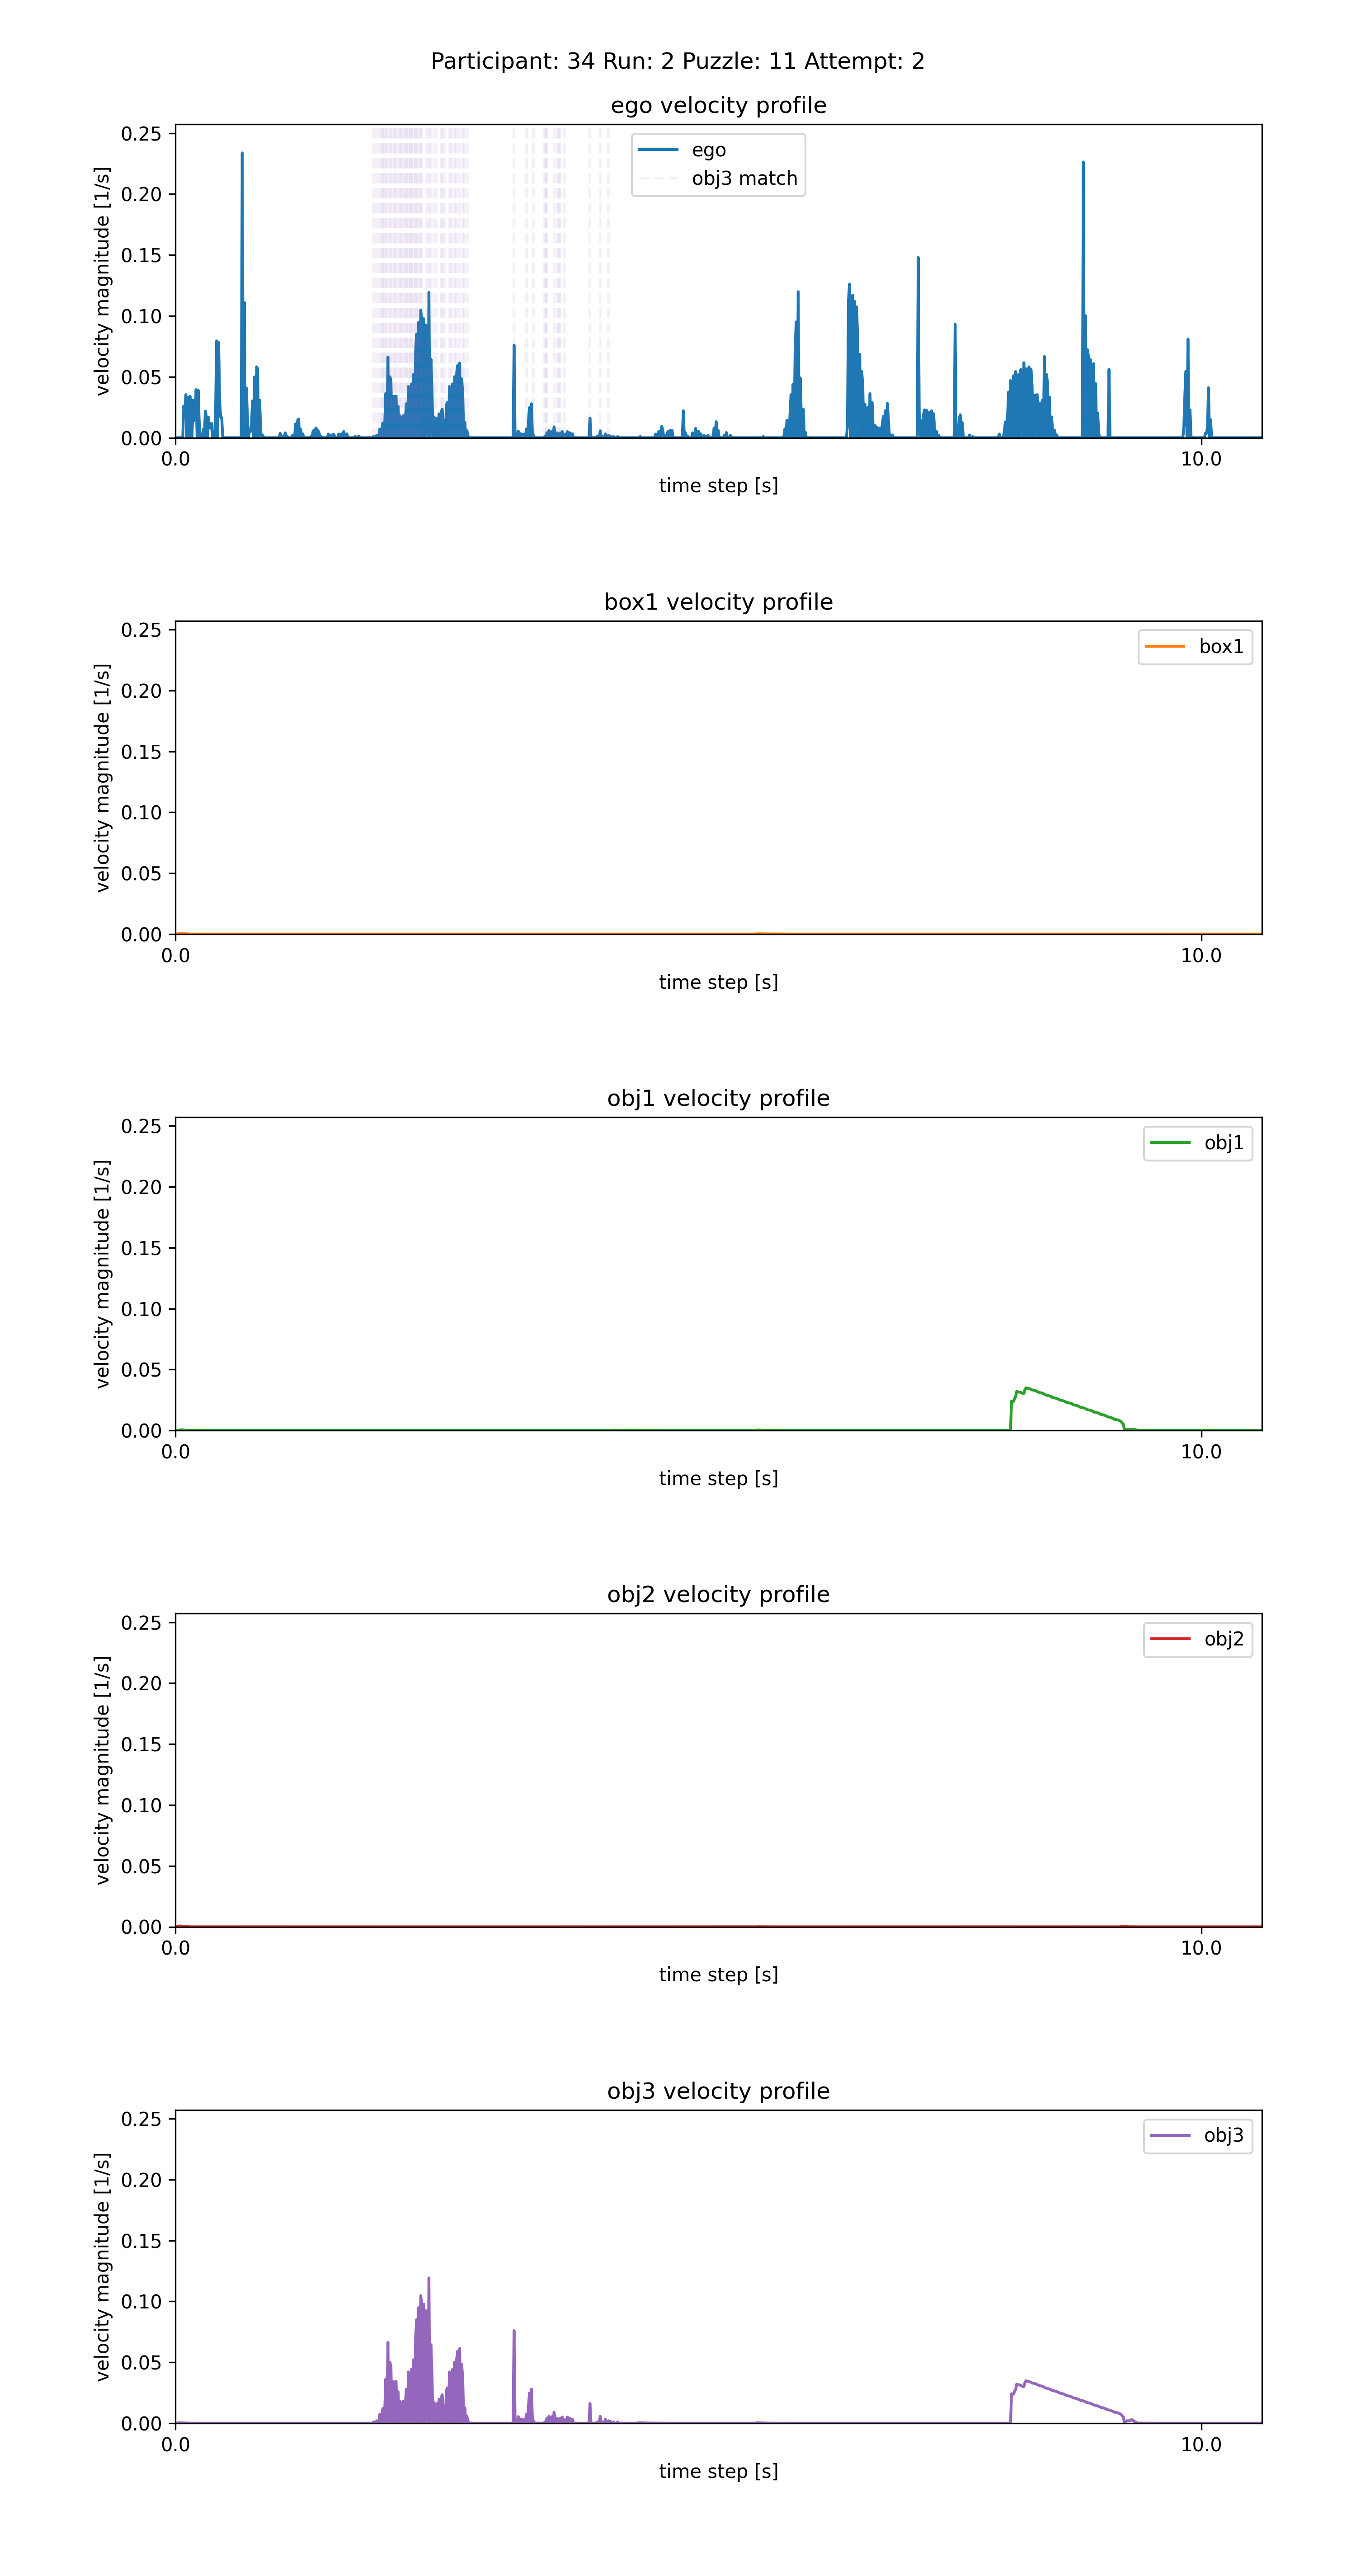 Participant: 34 Run: 2 Puzzle: 11 Attempt: 2
ego velocity profile
velocity magnitude [1/s]
0.25
0.20
0.15
0.10
0.05
0.00
ego
obj3 match
0.0
10.0
time step [s]
box1 velocity profile
velocity magnitude [1/s]
0.25
0.20
0.15
0.10
0.05
0.00
box1
0.0
10.0
time step [s]
obj1 velocity profile
velocity magnitude [1/s]
0.25
0.20
0.15
0.10
0.05
0.00
obj1
0.0
10.0
time step [s]
obj2 velocity profile
velocity magnitude [1/s]
0.25
0.20
0.15
0.10
0.05
0.00
obj2
0.0
10.0
time step [s]
obj3 velocity profile
velocity magnitude [1/s]
0.25
0.20
0.15
0.10
0.05
0.00
obj3
0.0
10.0
time step [s]